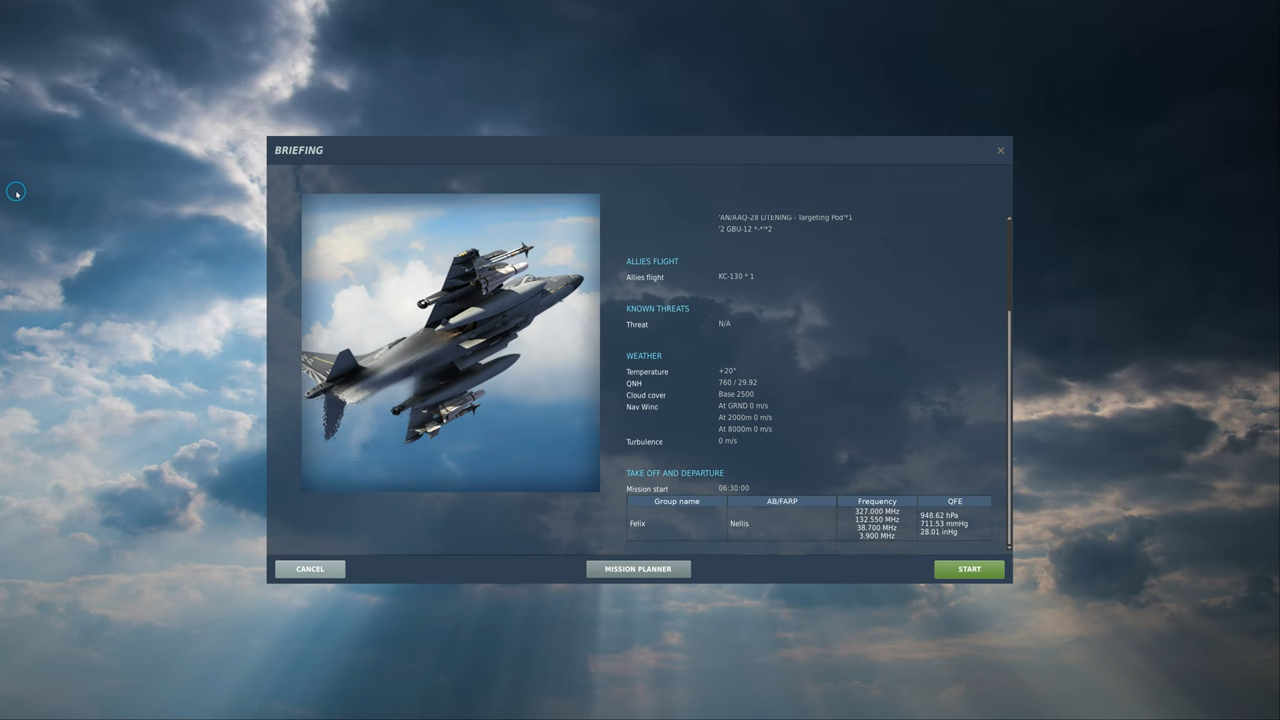 BRIEFING
'AN/AAQ-28 LITENING - Targeting Pod'*1
'2 GBU-12 *-*'*2
ALLIES FLIGHT
Allies flight KC-130 * 1
KNOWN THREATS
Threat N/A
WEATHER
Temperature +20°
QNH 760 / 29.92
Cloud cover Base 2500
Nav Wind At GRND 0 m/s
At 2000m 0 m/s
At 8000m 0 m/s
Turbulence 0 m/s
TAKE OFF AND DEPARTURE
Mission start 06:30:00
Group name AB/FARP Frequency QFE
Felix Nellis
327.000 MHz
132.550 MHz
38.700 MHz
3.900 MHz
948.62 hPa
711.53 mmHg
28.01 inHg
CANCEL MISSION PLANNER START